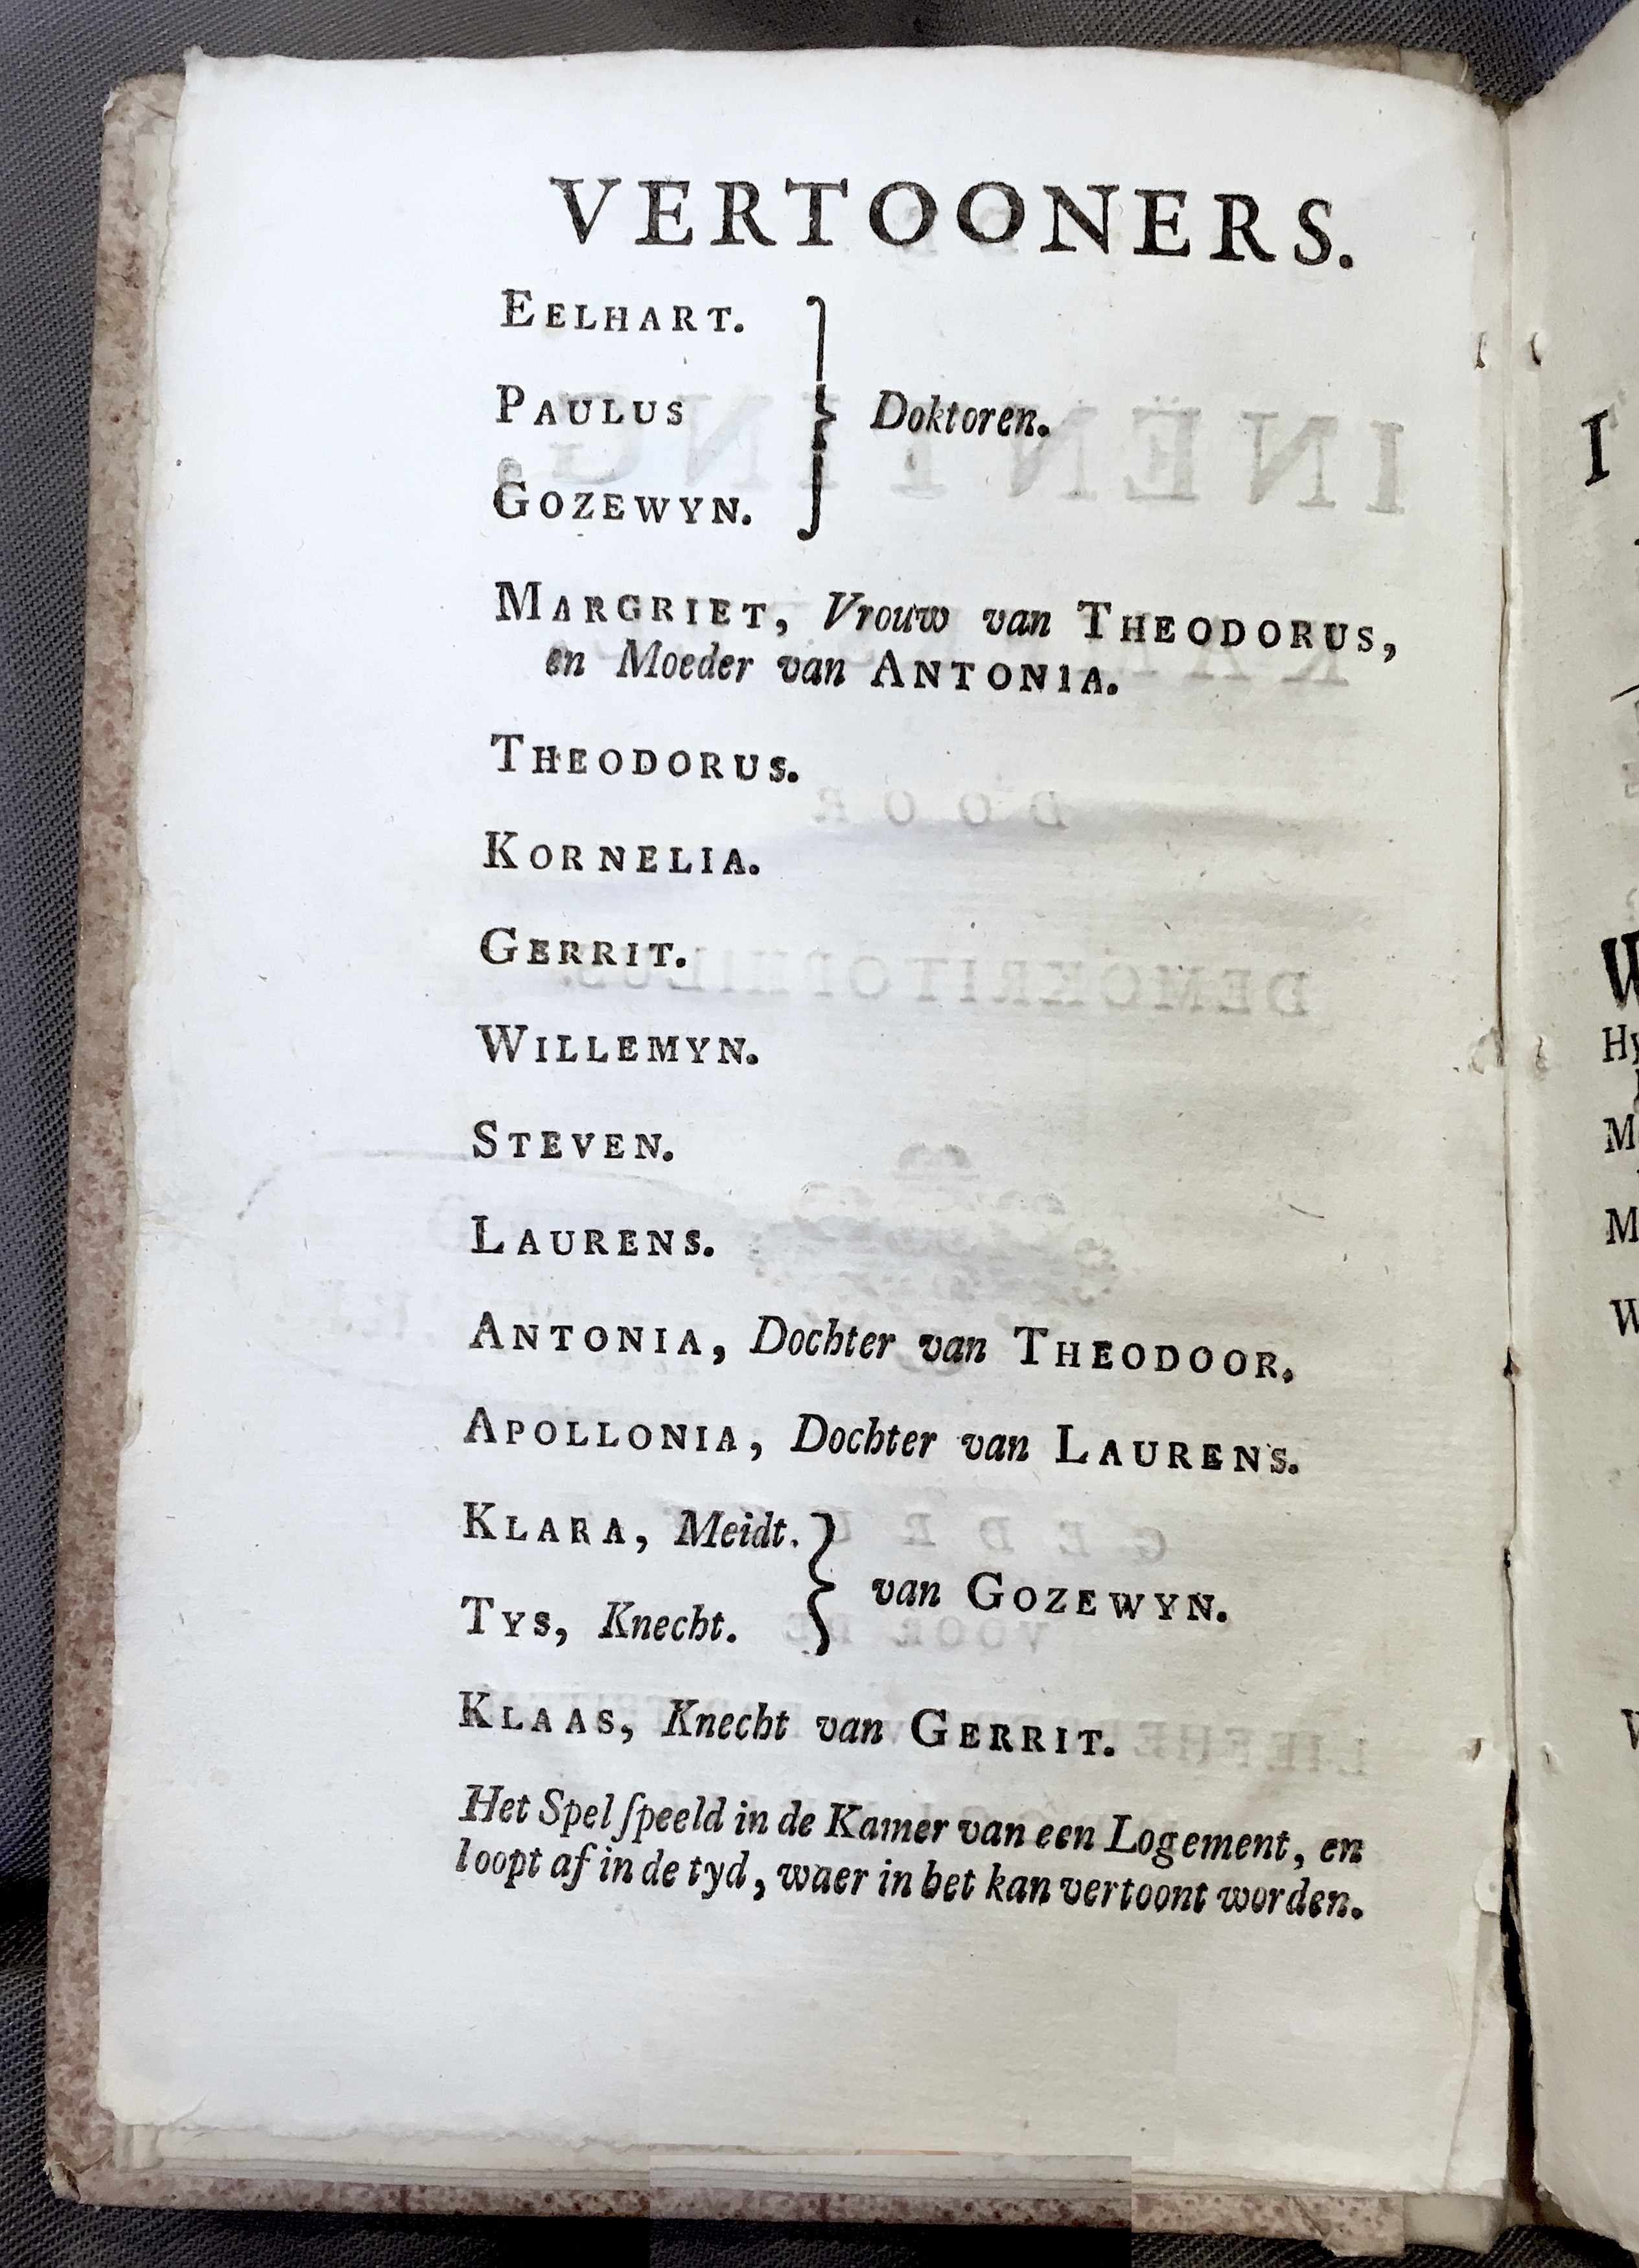 VERTOONERS.
EELHART.
PAULUS
GOZEWYN.
} Doktoren.
MARGRIET, Vrouw van THEODORUS,
en Moeder van ANTONIA.
THEODORUS.
KORNELIA.
GERRIT.
WILLEMYN.
STEVEN.
LAURENS.
ANTONIA, Dochter van THEODOOR.
APOLLONIA, Dochter van LAURENS.
KLARA, Meidt.
TYS, Knecht.
} van GOZEWYN.
KLAAS, Knecht van GERRIT.
Het Spel ſpeeld in de Kamer van een Logement, en
loopt af in de tyd, waer in het kan vertoont worden.